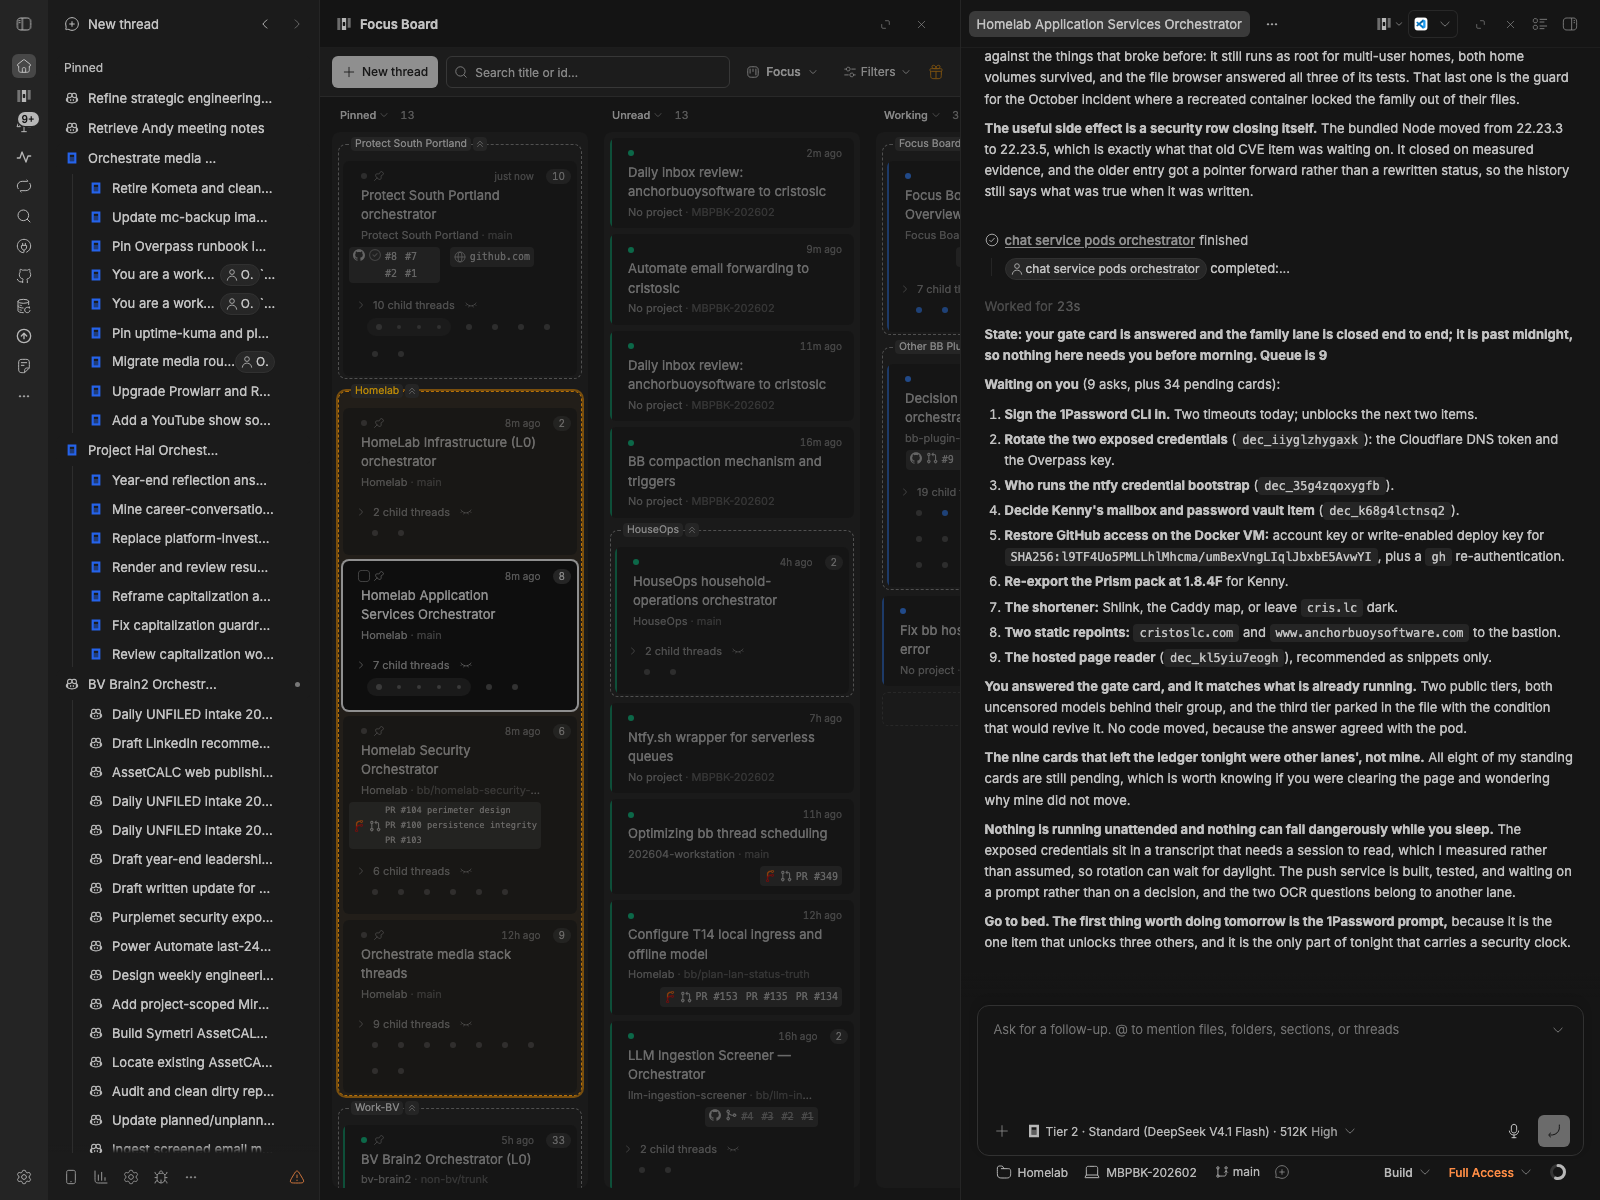 New thread
Pinned
Refine strategic engineering...
Retrieve Andy meeting notes
Orchestrate media ...
Retire Kometa and clean...
Update mc-backup ima...
Pin Overpass runbook i...
You are a work... O. `...
You are a work... O. `...
Pin uptime-kuma and pl...
Migrate media rou... O.
Upgrade Prowlarr and R...
Add a YouTube show so...
Project Hal Orchest...
Year-end reflection ans...
Mine career-conversatio...
Replace platform-invest...
Render and review resu...
Reframe capitalization a...
Fix capitalization guardr...
Review capitalization wo...
BV Brain2 Orchestr...
Daily UNFILED intake 20...
Draft LinkedIn recomme...
AssetCALC web publishi...
Daily UNFILED intake 20...
Daily UNFILED intake 20...
Draft year-end leadershi...
Draft written update for ...
Purplemet security expo...
Power Automate last-24...
Design weekly engineeri...
Add project-scoped Mir...
Build Symetri AssetCAL...
Locate existing AssetCA...
Audit and clean dirty rep...
Update planned/unplann...
Ingest screened email m...
9+
Focus Board
New thread
Search title or id...
Focus
Filters
Pinned 13
Protect South Portland
just now 10
Protect South Portland
orchestrator
Protect South Portland · main
#8 #7
#2 #1
github.com
10 child threads
Homelab
8m ago 2
HomeLab Infrastructure (L0)
orchestrator
Homelab · main
2 child threads
8m ago 8
Homelab Application
Services Orchestrator
Homelab · main
7 child threads
8m ago 6
Homelab Security
Orchestrator
Homelab · bb/homelab-security-...
PR #104 perimeter design
PR #100 persistence integrity
PR #103
6 child threads
12h ago 9
Orchestrate media stack
threads
Homelab · main
9 child threads
Work-BV
5h ago 33
BV Brain2 Orchestrator (L0)
bv-brain2 · non-bv/trunk
Unread 13
2m ago
Daily inbox review:
anchorbuoysoftware to cristoslc
No project · MBPBK-202602
9m ago
Automate email forwarding to
cristoslc
No project · MBPBK-202602
11m ago
Daily inbox review:
anchorbuoysoftware to cristoslc
No project · MBPBK-202602
16m ago
BB compaction mechanism and
triggers
No project · MBPBK-202602
HouseOps
4h ago 2
HouseOps household-
operations orchestrator
HouseOps · main
2 child threads
7h ago
Ntfy.sh wrapper for serverless
queues
No project · MBPBK-202602
11h ago
Optimizing bb thread scheduling
202604-workstation · main
PR #349
12h ago
Configure T14 local ingress and
offline model
Homelab · bb/plan-lan-status-truth
PR #153 PR #135 PR #134
16h ago 2
LLM Ingestion Screener —
Orchestrator
llm-ingestion-screener · bb/llm-in...
#4 #3 #2 #1
2 child threads
Working 3
Focus Board
Focus Bo
Overview
Focus Boa
7 child t
Other BB Plu
Decision
orchestra
bb-plugin-
#9
19 child
Fix bb hos
error
No project ·
Homelab Application Services Orchestrator
against the things that broke before: it still runs as root for multi-user homes, both home
volumes survived, and the file browser answered all three of its tests. That last one is the guard
for the October incident where a recreated container locked the family out of their files.
The useful side effect is a security row closing itself. The bundled Node moved from 22.23.3
to 22.23.5, which is exactly what that old CVE item was waiting on. It closed on measured
evidence, and the older entry got a pointer forward rather than a rewritten status, so the history
still says what was true when it was written.
chat service pods orchestrator finished
chat service pods orchestrator completed:...
Worked for 23s
State: your gate card is answered and the family lane is closed end to end; it is past midnight,
so nothing here needs you before morning. Queue is 9
Waiting on you (9 asks, plus 34 pending cards):
1. Sign the 1Password CLI in. Two timeouts today; unblocks the next two items.
2. Rotate the two exposed credentials ( dec_iiyglzhygaxk ): the Cloudflare DNS token and
the Overpass key.
3. Who runs the ntfy credential bootstrap ( dec_35g4zqoxygfb ).
4. Decide Kenny's mailbox and password vault item ( dec_k68g4lctnsq2 ).
5. Restore GitHub access on the Docker VM: account key or write-enabled deploy key for
SHA256:l9TF4Uo5PMLLhlMhcma/umBexVngLIqlJbxbE5AvwYI , plus a gh re-authentication.
6. Re-export the Prism pack at 1.8.4F for Kenny.
7. The shortener: Shlink, the Caddy map, or leave cris.lc dark.
8. Two static repoints: cristoslc.com and www.anchorbuoysoftware.com to the bastion.
9. The hosted page reader ( dec_kl5yiu7eogh ), recommended as snippets only.
You answered the gate card, and it matches what is already running. Two public tiers, both
uncensored models behind their group, and the third tier parked in the file with the condition
that would revive it. No code moved, because the answer agreed with the pod.
The nine cards that left the ledger tonight were other lanes', not mine. All eight of my standing
cards are still pending, which is worth knowing if you were clearing the page and wondering
why mine did not move.
Nothing is running unattended and nothing can fail dangerously while you sleep. The
exposed credentials sit in a transcript that needs a session to read, which I measured rather
than assumed, so rotation can wait for daylight. The push service is built, tested, and waiting on
a prompt rather than on a decision, and the two OCR questions belong to another lane.
Go to bed. The first thing worth doing tomorrow is the 1Password prompt, because it is the
one item that unlocks three others, and it is the only part of tonight that carries a security clock.
Ask for a follow-up. @ to mention files, folders, sections, or threads
Tier 2 · Standard (DeepSeek V4.1 Flash) · 512K High
Homelab
MBPBK-202602
main
Build
Full Access